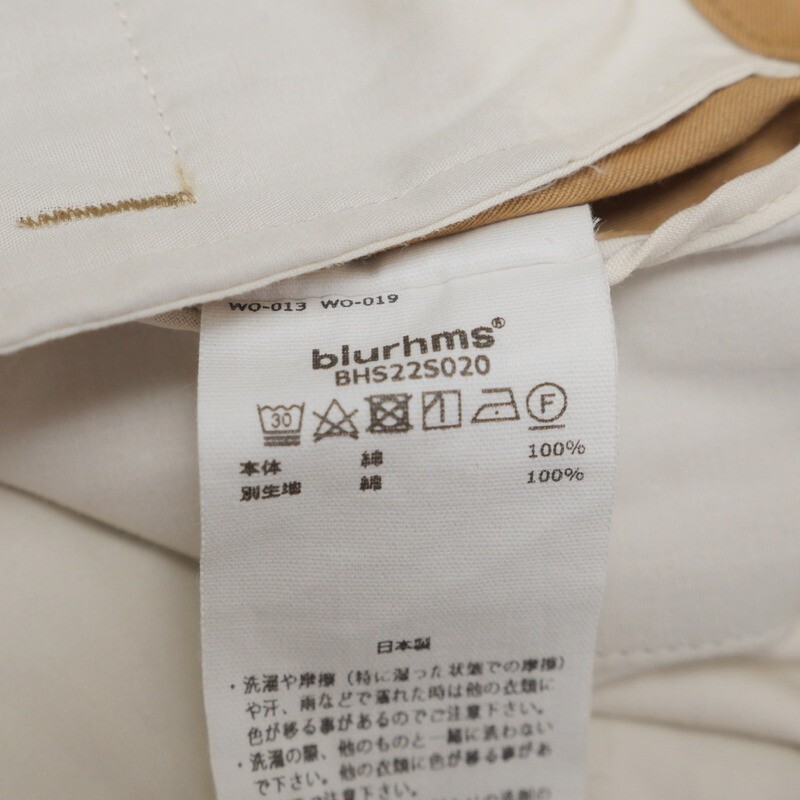 WO-013 WO-019
blurhms®
BHS22S020
30 F
本体 綿 100%
別生地 綿 100%
日本製
・洗濯や摩擦（特に湿った状態での摩擦）
や汗、雨などで濡れた時は他の衣類に
色が移る事があるのでご注意下さい。
・洗濯の際、他のものと一緒に洗わない
で下さい。他の衣類に色が移る事があ